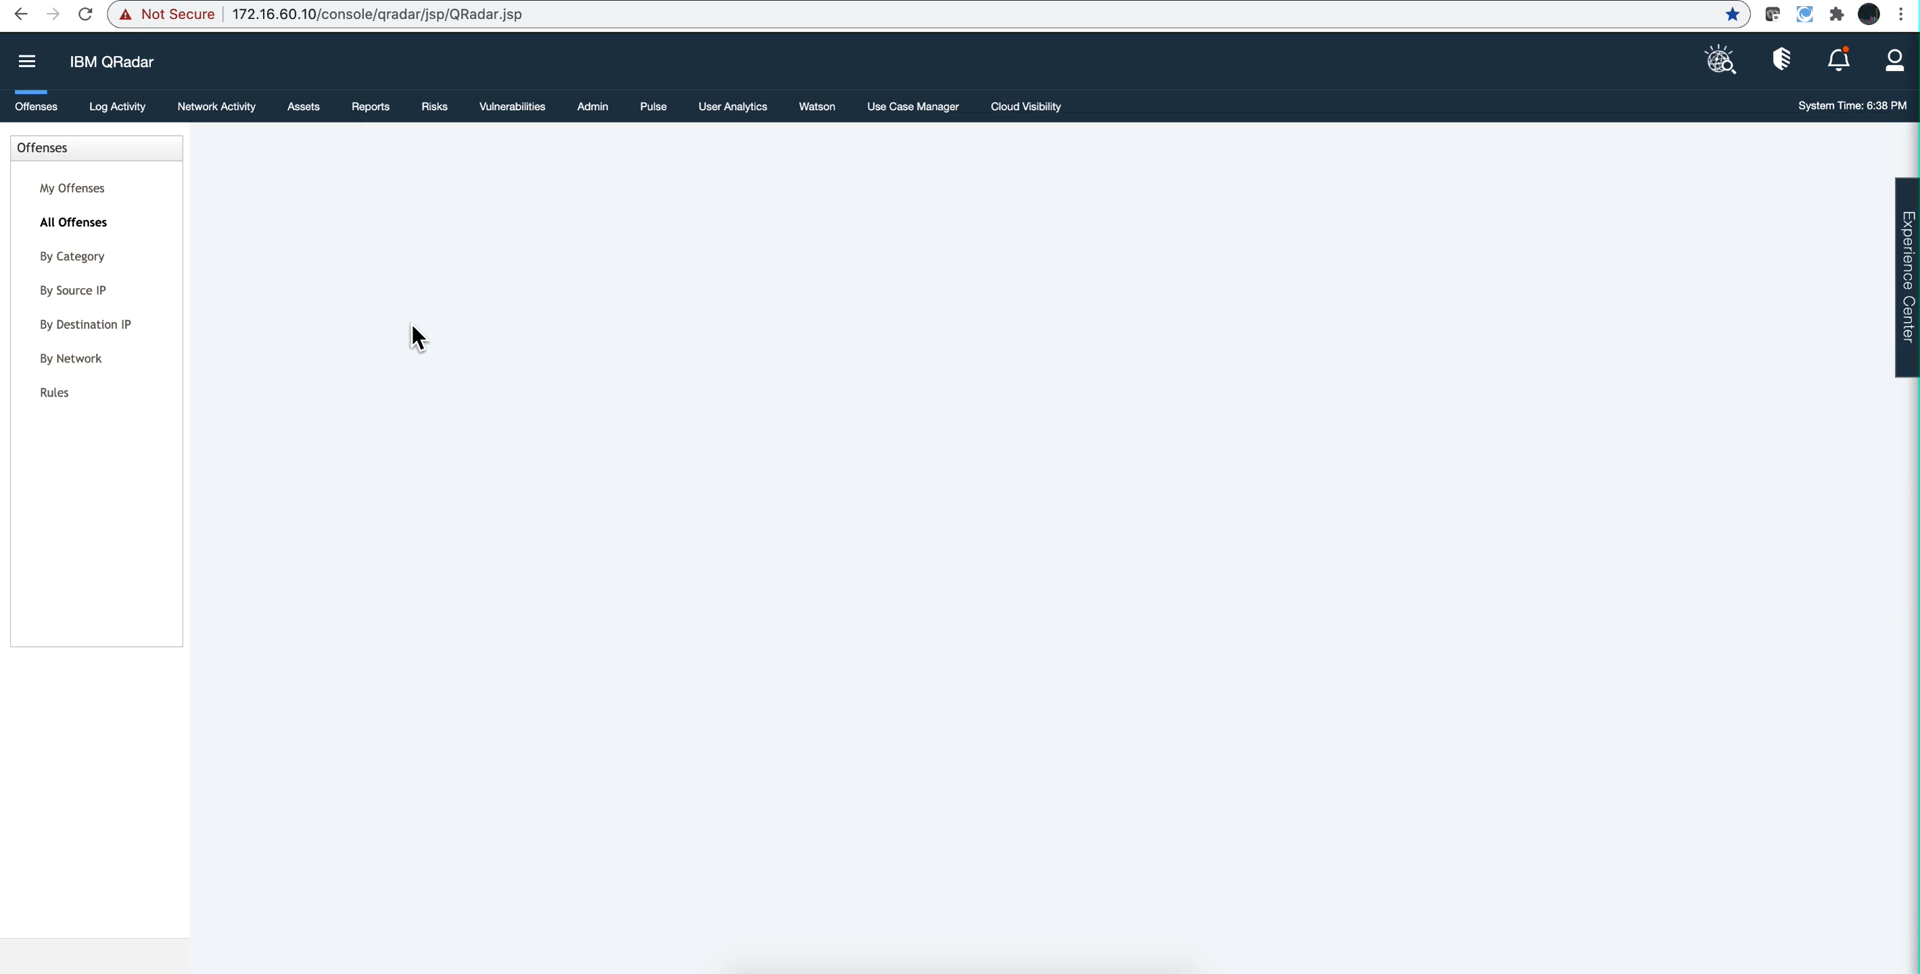 Not Secure 172.16.60.10/console/qradar/jsp/QRadar.jsp
IBM QRadar
Offenses Log Activity Network Activity Assets Reports Risks Vulnerabilities Admin Pulse User Analytics Watson Use Case Manager Cloud Visibility System Time: 6:38 PM
Offenses
My Offenses
All Offenses
By Category
By Source IP
By Destination IP
By Network
Rules
Experience Center